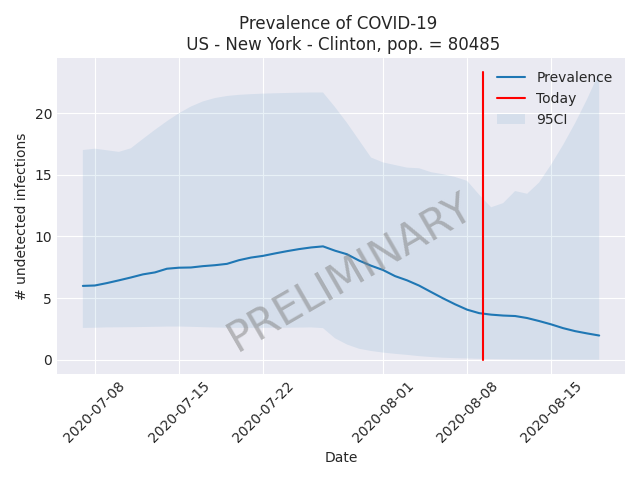 Prevalence of COVID-19
US - New York - Clinton, pop. = 80485
Prevalence
Today
95CI
PRELIMINARY
# undetected infections
20
15
10
5
0
2020-07-08
2020-07-15
2020-07-22
2020-08-01
2020-08-08
2020-08-15
Date